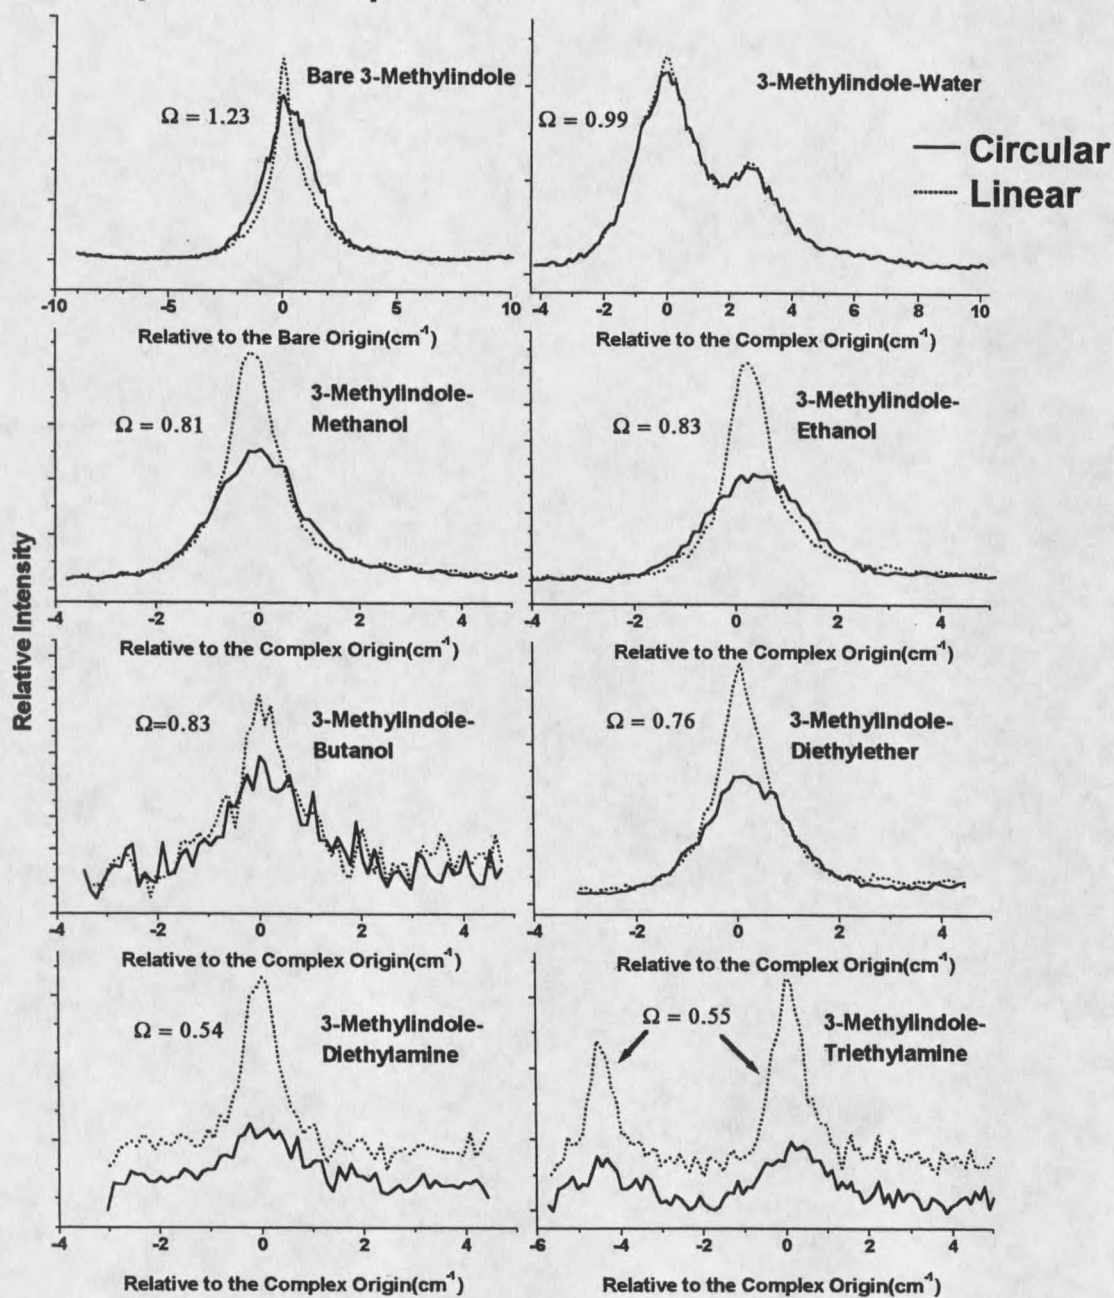 Bare 3-Methylindole
Ω = 1.23
-10 -5 0 5 10
Relative to the Bare Origin(cm⁻¹)
3-Methylindole-Water
Ω = 0.99
Circular
Linear
-4 -2 0 2 4 6 8 10
Relative to the Complex Origin(cm⁻¹)
Relative Intensity
3-Methylindole-
Methanol
Ω = 0.81
-4 -2 0 2 4
Relative to the Complex Origin(cm⁻¹)
3-Methylindole-
Ethanol
Ω = 0.83
-4 -2 0 2 4
Relative to the Complex Origin(cm⁻¹)
3-Methylindole-
Butanol
Ω=0.83
-4 -2 0 2 4
Relative to the Complex Origin(cm⁻¹)
3-Methylindole-
Diethylether
Ω = 0.76
-4 -2 0 2 4
Relative to the Complex Origin(cm⁻¹)
3-Methylindole-
Diethylamine
Ω = 0.54
-4 -2 0 2 4
Relative to the Complex Origin(cm⁻¹)
3-Methylindole-
Triethylamine
Ω = 0.55
-6 -4 -2 0 2 4
Relative to the Complex Origin(cm⁻¹)